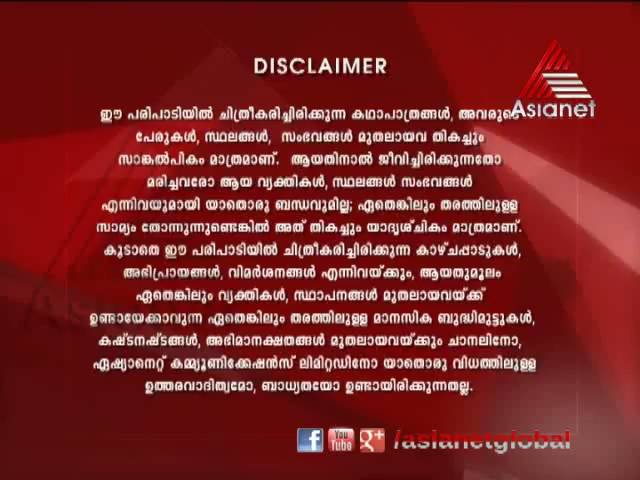 DISCLAIMER
Asianet
ഈ പരിപാടിയിൽ ചിത്രീകരിച്ചിരിക്കുന്ന കഥാപാത്രങ്ങൾ, അവരുടെ
പേരുകൾ, സ്ഥലങ്ങൾ, സംഭവങ്ങൾ മുതലായവ തികച്ചും
സാങ്കൽപികം മാത്രമാണ്. ആയതിനാൽ ജീവിച്ചിരിക്കുന്നതോ
മരിച്ചവരോ ആയ വ്യക്തികൾ, സ്ഥലങ്ങൾ സംഭവങ്ങൾ
എന്നിവയുമായി യാതൊരു ബന്ധവുമില്ല; ഏതെങ്കിലും തരത്തിലുളള
സാമ്യം തോന്നുന്നുണ്ടെങ്കിൽ അത് തികച്ചും യാദൃശ്ചികം മാത്രമാണ്.
കൂടാതെ ഈ പരിപാടിയിൽ ചിത്രീകരിച്ചിരിക്കുന്ന കാഴ്ചപ്പാടുകൾ,
അഭിപ്രായങ്ങൾ, വിമർശനങ്ങൾ എന്നിവയ്ക്കും, ആയതുമൂലം
ഏതെങ്കിലും വ്യക്തികൾ, സ്ഥാപനങ്ങൾ മുതലായവയ്ക്ക്
ഉണ്ടായേക്കാവുന്ന ഏതെങ്കിലും തരത്തിലുള്ള മാനസിക ബുദ്ധിമുട്ടുകൾ,
കഷ്ടനഷ്ടങ്ങൾ, അഭിമാനക്ഷതങ്ങൾ മുതലായവയ്ക്കും ചാനലിനോ,
ഏഷ്യാനെറ്റ് കമ്മ്യൂണിക്കേഷൻസ് ലിമിറ്റഡിനോ യാതൊരു വിധത്തിലുള്ള
ഉത്തരവാദിത്വമോ, ബാധ്യതയോ ഉണ്ടായിരിക്കുന്നതല്ല.
f You Tube g+ /asianetglobal